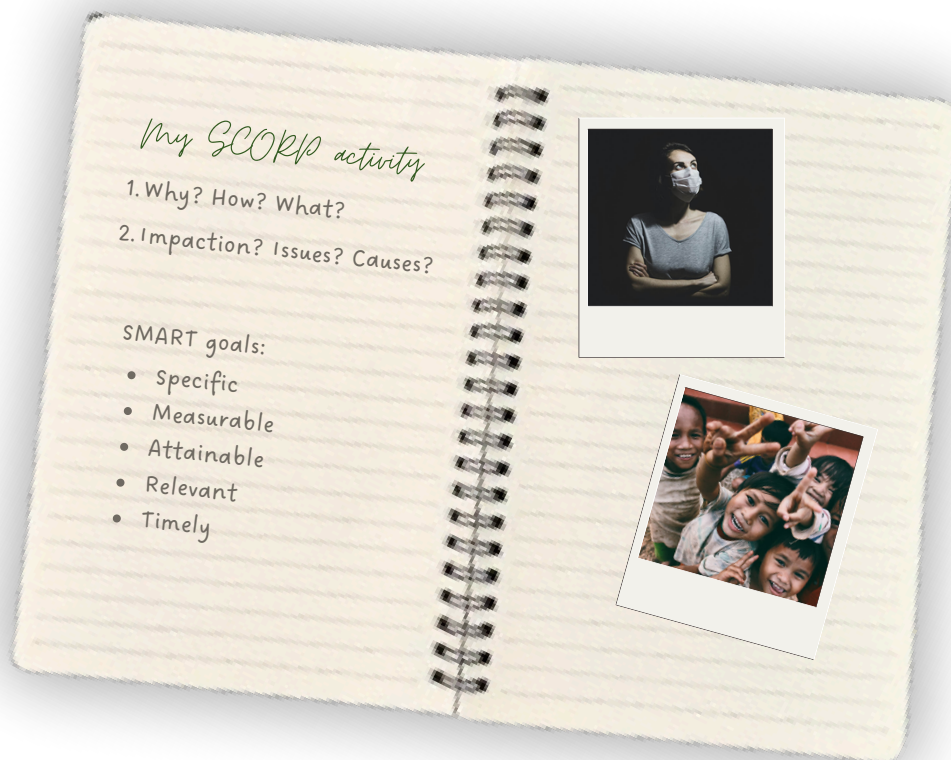 My SCORP activity
1. Why? How? What?
2. Impaction? Issues? Causes?
SMART goals:
• Specific
• Measurable
• Attainable
• Relevant
• Timely